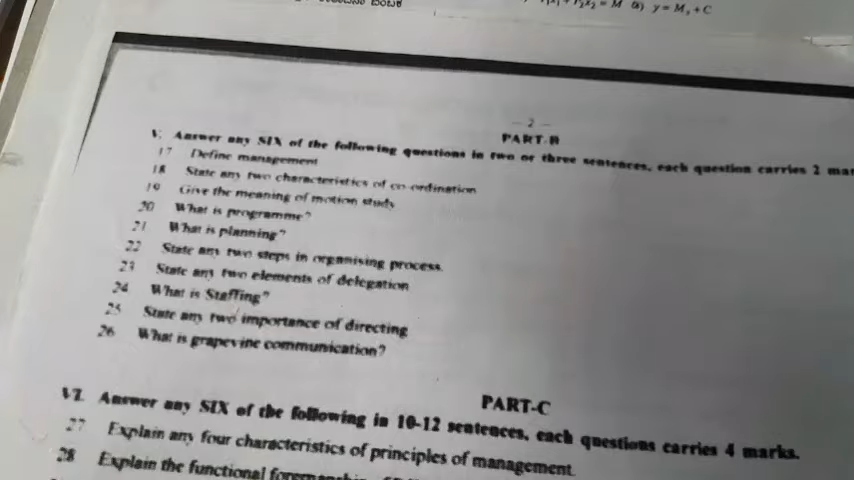 = M a) y = M, + C
– 2 –
PART-B
V. Answer any SIX of the following questions in two or three sentences, each question carries 2 mar
17 Define management
18 State any two characteristics of co-ordination
19 Give the meaning of motion study
20 What is programme?
21 What is planning?
22 State any two steps in organising process.
23 State any two elements of delegation
24 What is Staffing?
25 State any two importance of directing
26 What is grapevine communication?
PART-C
VI. Answer any SIX of the following in 10-12 sentences, each questions carries 4 marks.
27 Explain any four characteristics of principles of management.
28 Explain the functional foremanship